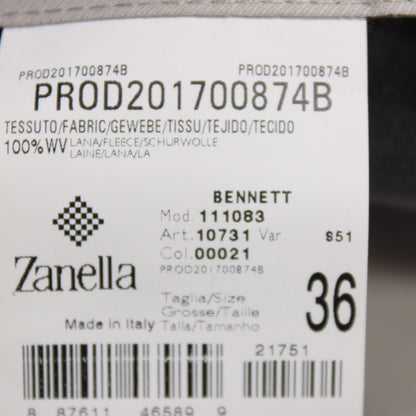 PROD201700874B PROD201700874B
PROD201700874B
TESSUTO/FABRIC/GEWEBE/TISSU/TEJIDO/TECIDO
100%WV LANA/FLEECE/SCHURWOLLE
LAINE/LANA/LA
BENNETT
Mod. 111083
Art. 10731 Var. S51
Col. 00021
PROD201700874B
Zanella
Taglia/Size
Grosse/Taille
Talla/Tamanho
36
Made in Italy
21751
8 87611 46589 9